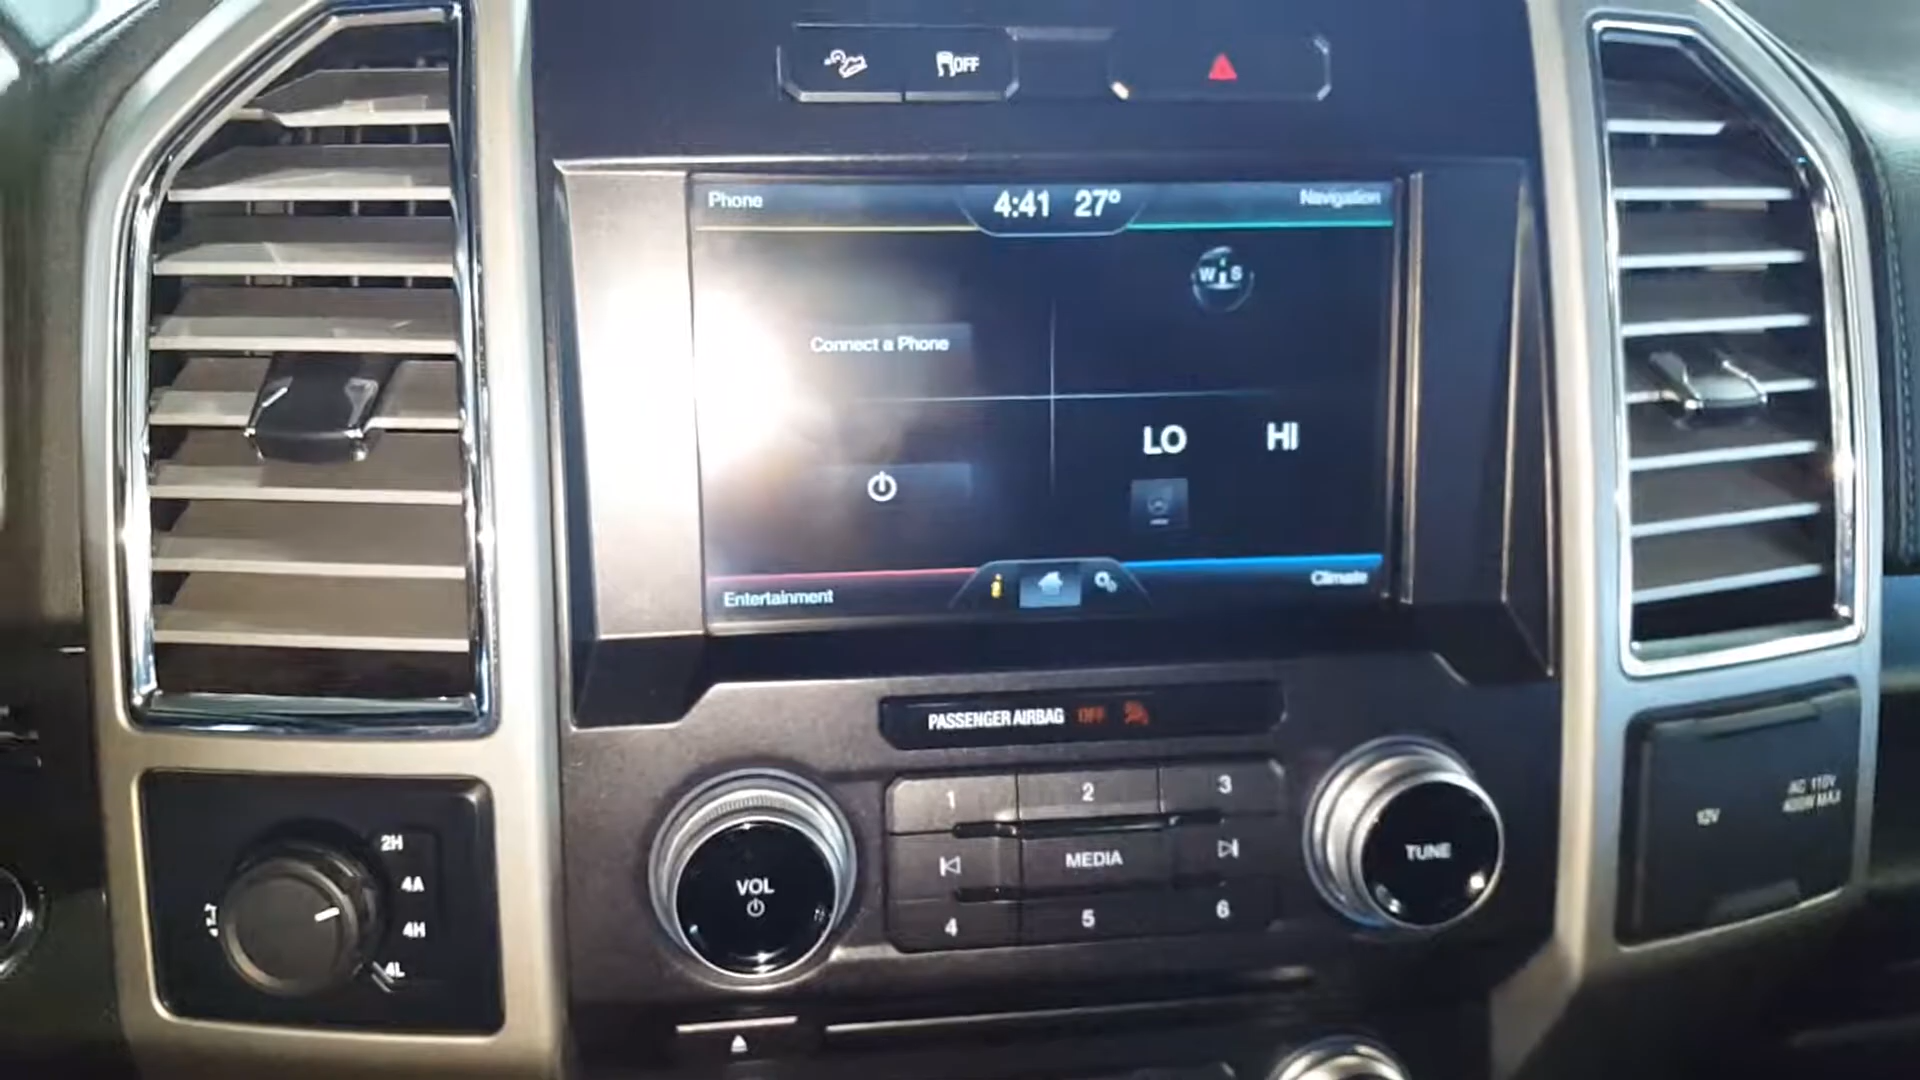 OFF
Phone
4:41 27°
Navigation
W S
Connect a Phone
LO HI
Entertainment
Climate
PASSENGER AIRBAG OFF
1 2 3
MEDIA
4 5 6
VOL
TUNE
2H
4A
4H
4L
12V
AC 110V
400W MAX